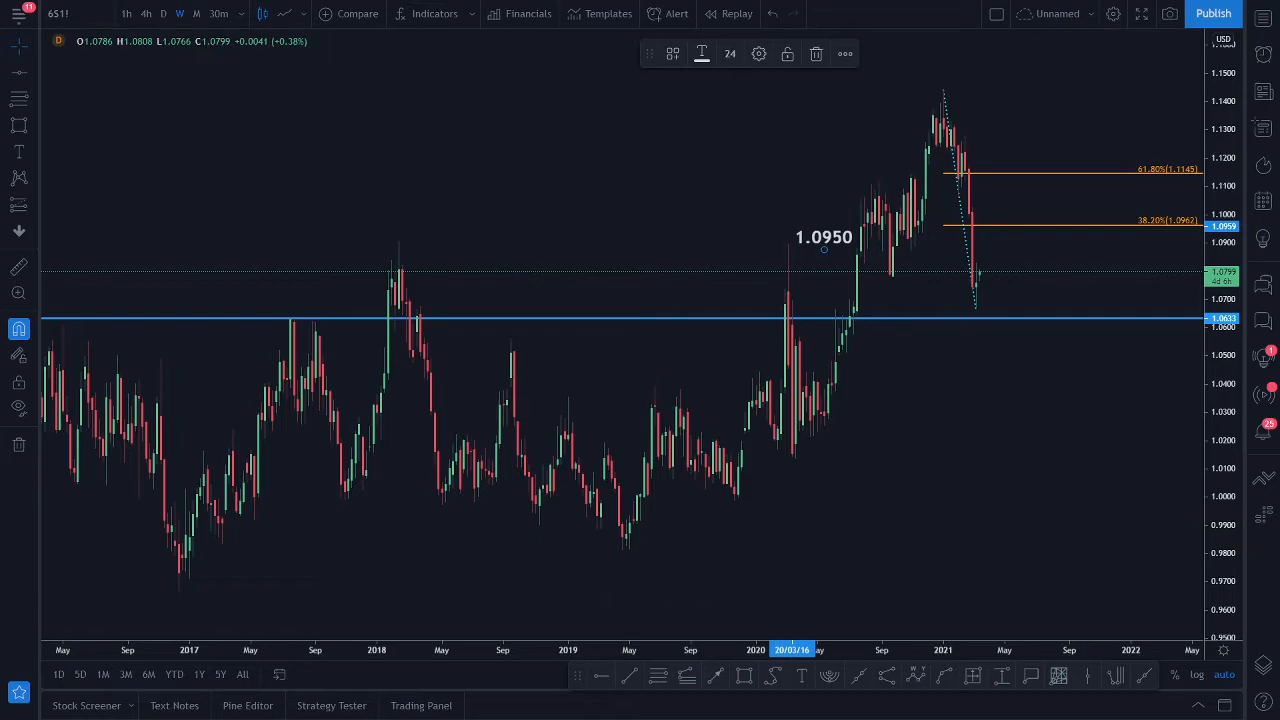 11
6S1!
1h 4h D W M 30m
Compare
Indicators
Financials
Templates
Alert
Replay
Unnamed
Publish
D
O1.0786 H1.0808 L1.0766 C1.0799 +0.0041 (+0.38%)
24
USD
1.1500
1.1400
1.1300
1.1200
1.1100
1.1000
1.0959
1.0900
1.0799
4d 6h
1.0700
1.0633
1.0600
1.0500
1.0400
1.0300
1.0200
1.0100
1.0000
0.9900
0.9800
0.9700
0.9600
0.9500
61.80%(1.1145)
38.20%(1.0962)
1.0950
May Sep 2017 May Sep 2018 May Sep 2019 May Sep 2020 20/03/16 Sep 2021 May Sep 2022 May
1D 5D 1M 3M 6M YTD 1Y 5Y All
% log auto
Stock Screener
Text Notes
Pine Editor
Strategy Tester
Trading Panel
1
25